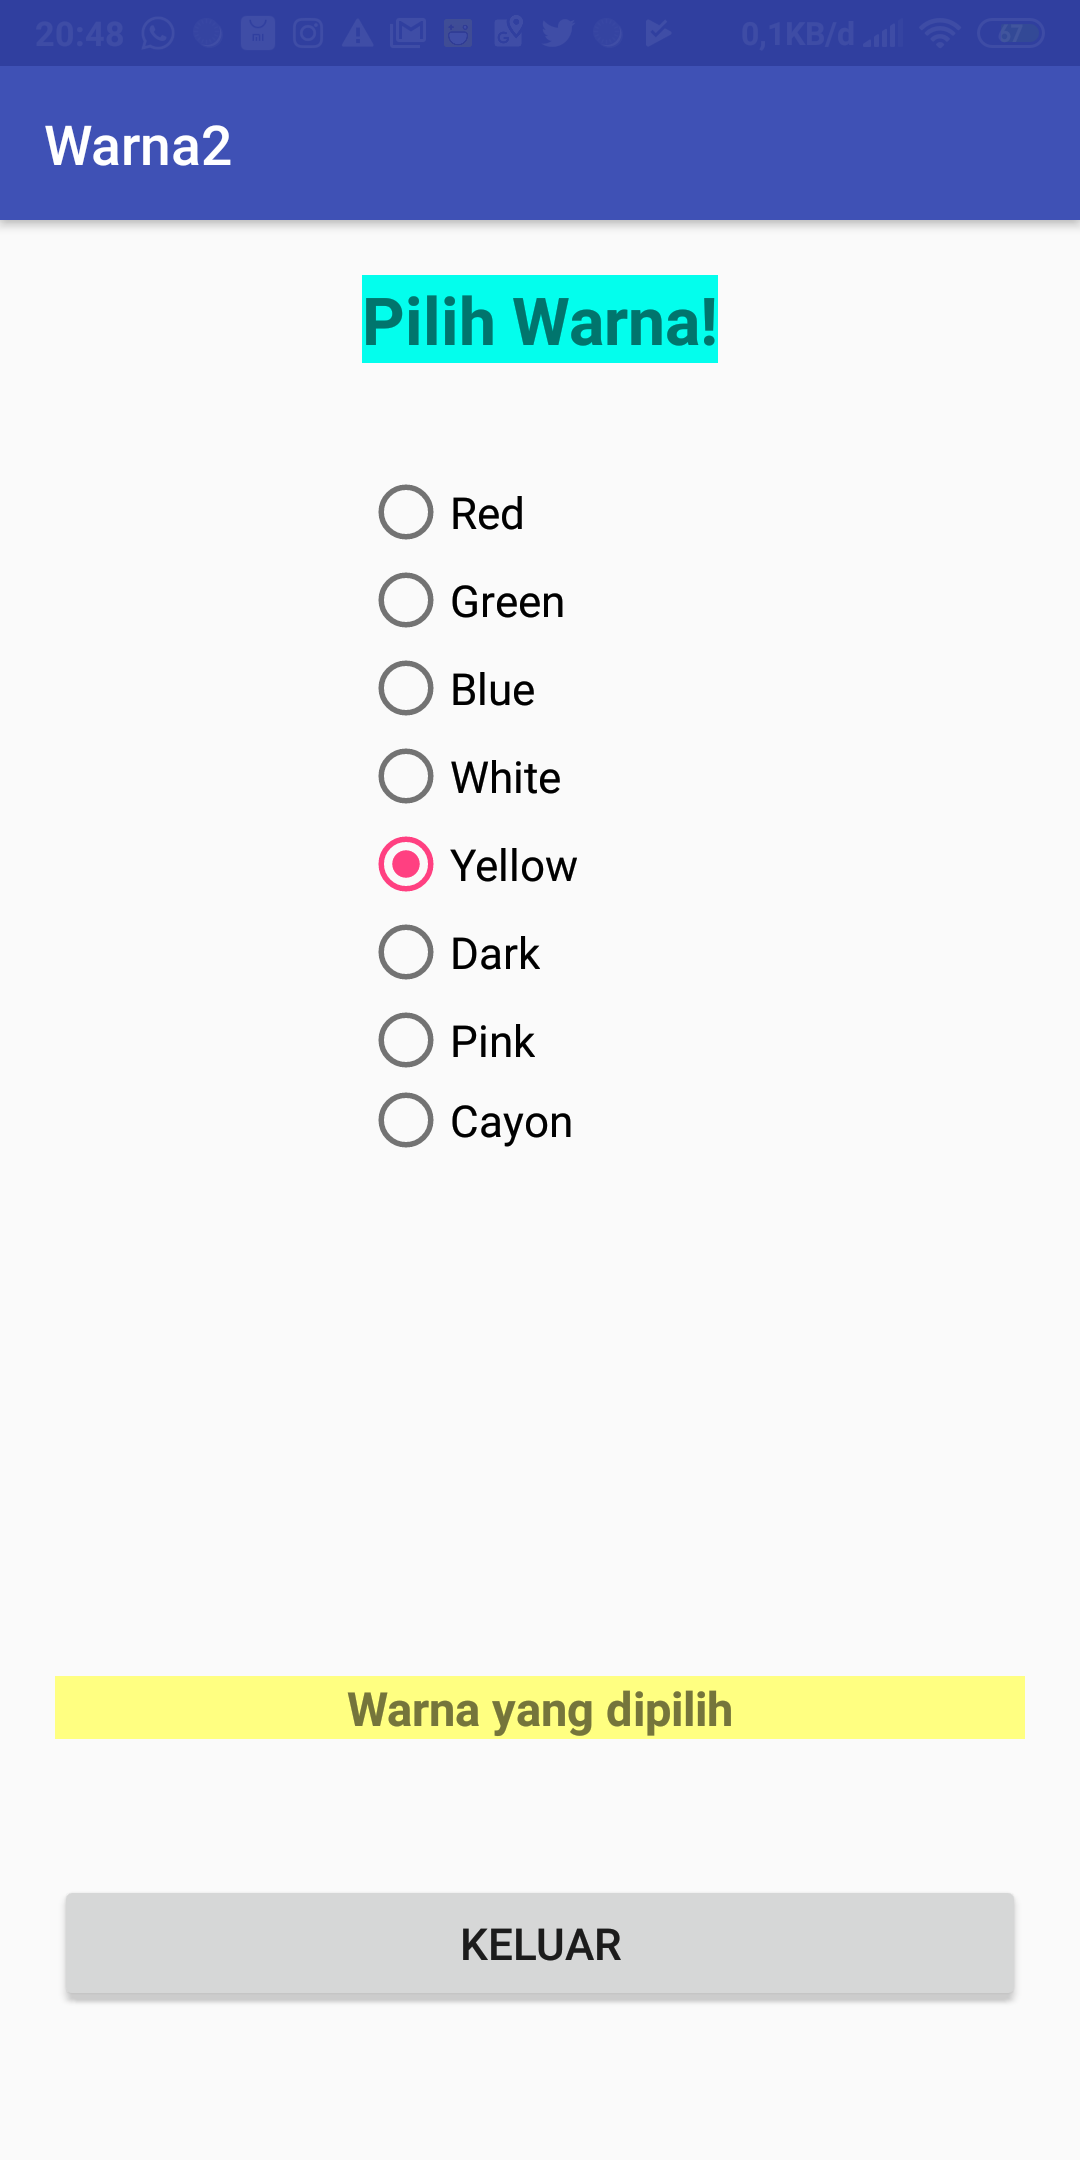 20:48 0,1KB/d 67
Warna2
Pilih Warna!
Red
Green
Blue
White
Yellow
Dark
Pink
Cayon
Warna yang dipilih
KELUAR